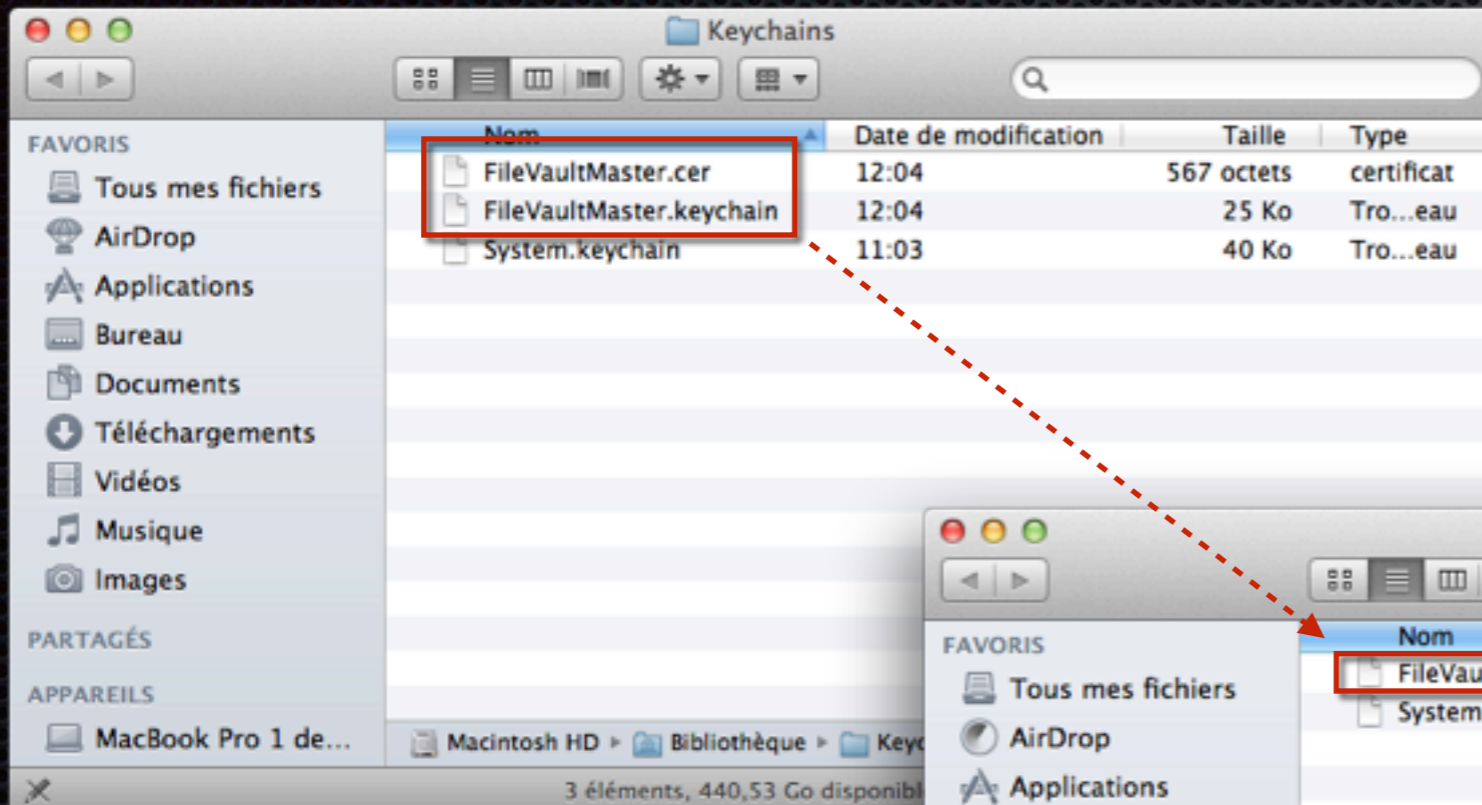 Keychains
FAVORIS
Tous mes fichiers
AirDrop
Applications
Bureau
Documents
Téléchargements
Vidéos
Musique
Images
PARTAGÉS
APPAREILS
MacBook Pro 1 de...
Nom Date de modification Taille Type
FileVaultMaster.cer 12:04 567 octets certificat
FileVaultMaster.keychain 12:04 25 Ko Tro...eau
System.keychain 11:03 40 Ko Tro...eau
Macintosh HD Bibliothèque Keyc
3 éléments, 440,53 Go disponibl
FAVORIS
Tous mes fichiers
AirDrop
Applications
Nom
FileVau
System